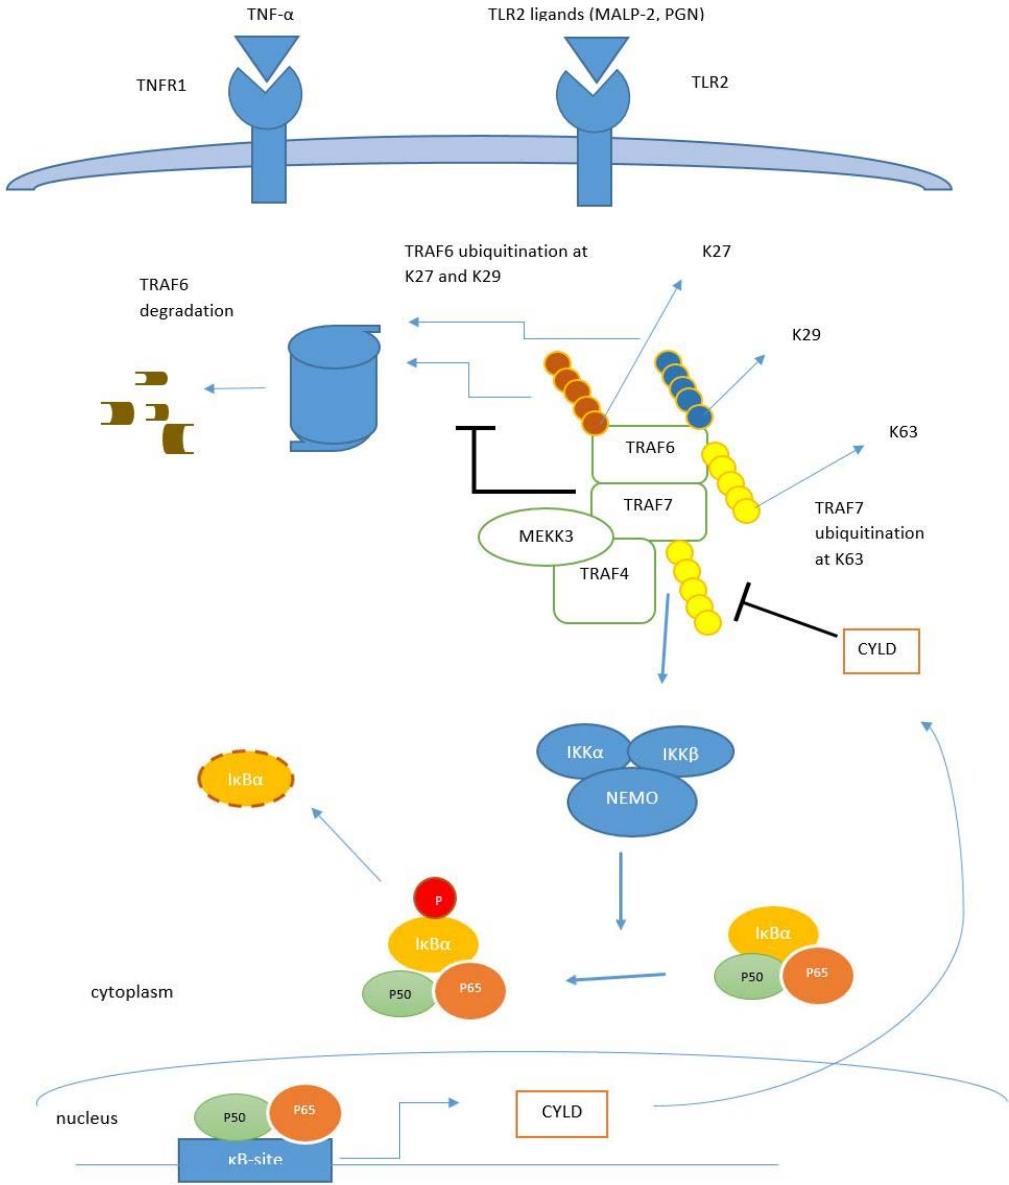 TNF-α
TLR2 ligands (MALP-2, PGN)
TNFR1
TLR2
TRAF6 ubiquitination at
K27 and K29
K27
TRAF6
degradation
K29
K63
TRAF6
TRAF7
MEKK3
TRAF4
TRAF7
ubiquitination
at K63
CYLD
IKKα
IKKβ
NEMO
IκBα
P
IκBα
P50
P65
IκBα
P50
P65
cytoplasm
nucleus
P50
P65
κB-site
CYLD